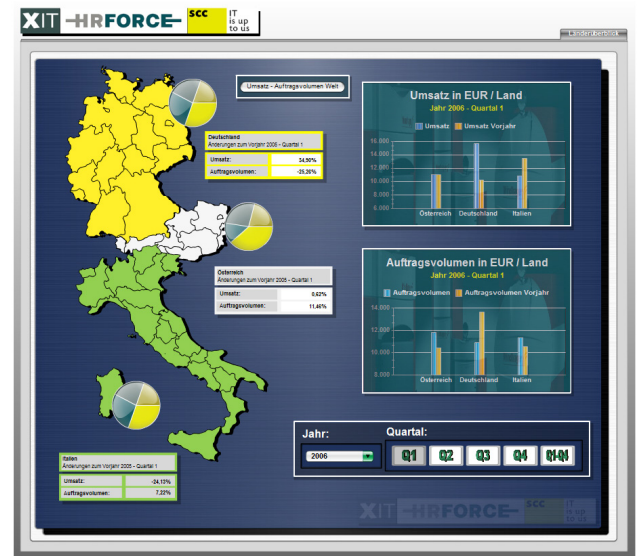 XIT -HRFORCE- scc IT
is up
to us
Länderüberblick
Umsatz - Auftragsvolumen Welt
Umsatz in EUR / Land
Jahr 2006 - Quartal 1
Umsatz Umsatz Vorjahr
16.000
14.000
12.000
10.000
8.000
6.000
Österreich Deutschland Italien
Deutschland
Änderungen zum Vorjahr 2005 - Quartal 1
Umsatz: 34,90%
Auftragsvolumen: -25,26%
Österreich
Änderungen zum Vorjahr 2005 - Quartal 1
Umsatz: 0,62%
Auftragsvolumen: 11,46%
Auftragsvolumen in EUR / Land
Jahr 2006 - Quartal 1
Auftragsvolumen Auftragsvolumen Vorjahr
14.000
12.000
10.000
8.000
Österreich Deutschland Italien
Jahr: Quartal:
2006 Q1 Q2 Q3 Q4 Q1-Q4
Italien
Änderungen zum Vorjahr 2005 - Quartal 1
Umsatz: -24,13%
Auftragsvolumen: 7,22%
XIT -HRFORCE- scc IT
is up
to us